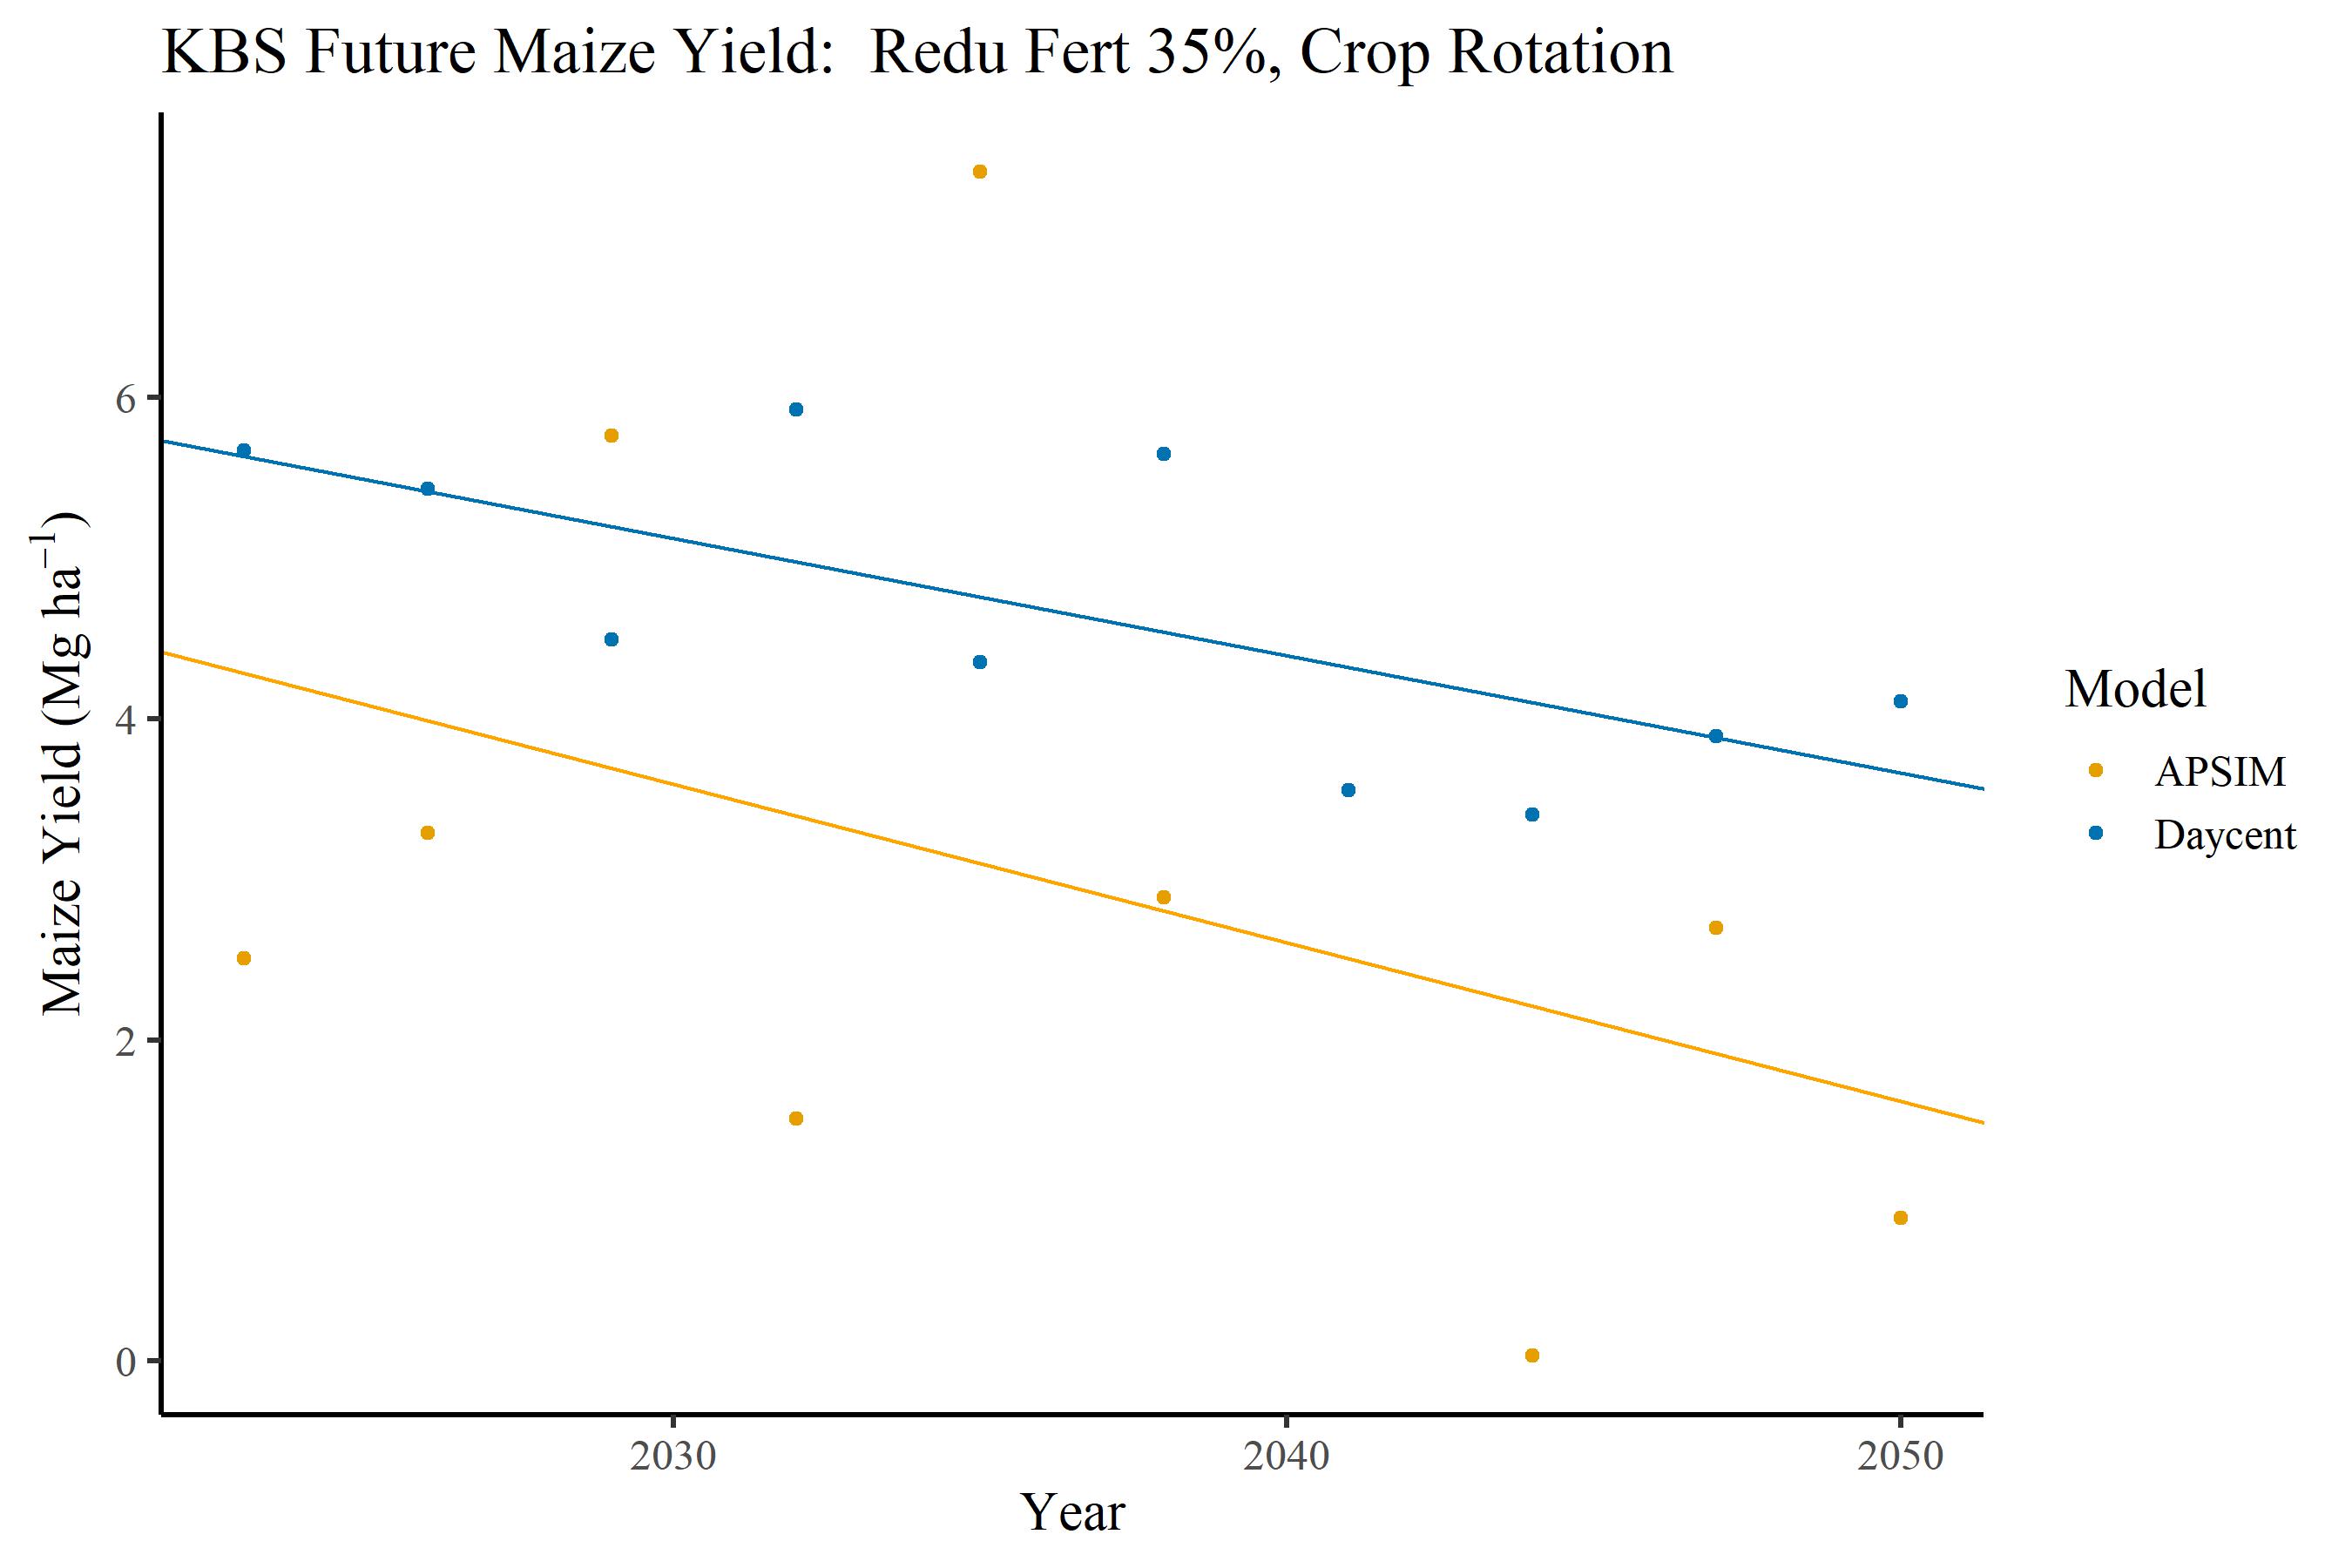 KBS Future Maize Yield:  Redu Fert 35%, Crop Rotation
Maize Yield (Mg ha⁻¹)
6
4
2
0
2030
2040
2050
Year
Model
APSIM
Daycent